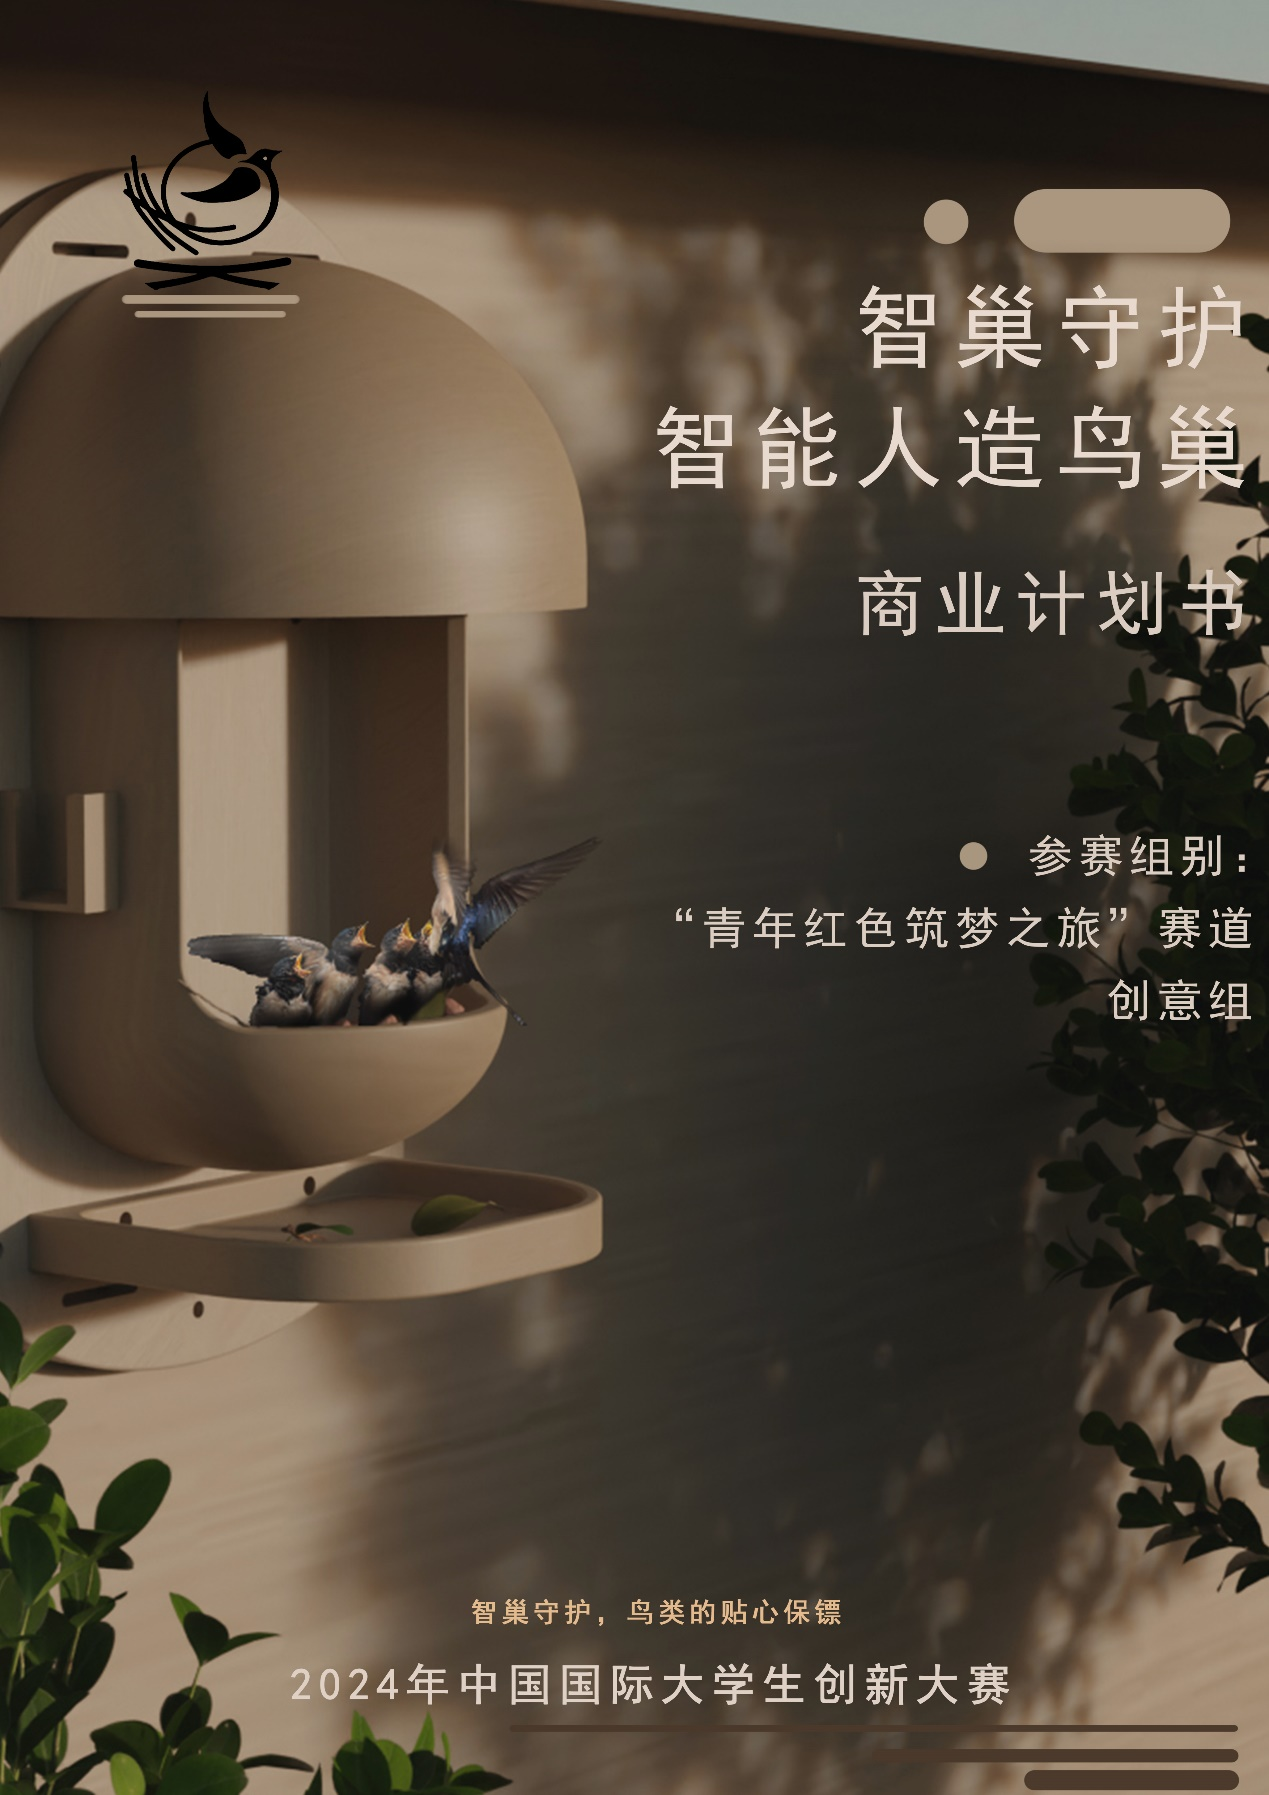 智巢守护
智能人造鸟巢
商业计划书
参赛组别：
“青年红色筑梦之旅”赛道
创意组
智巢守护，鸟类的贴心保镖
2024年中国国际大学生创新大赛